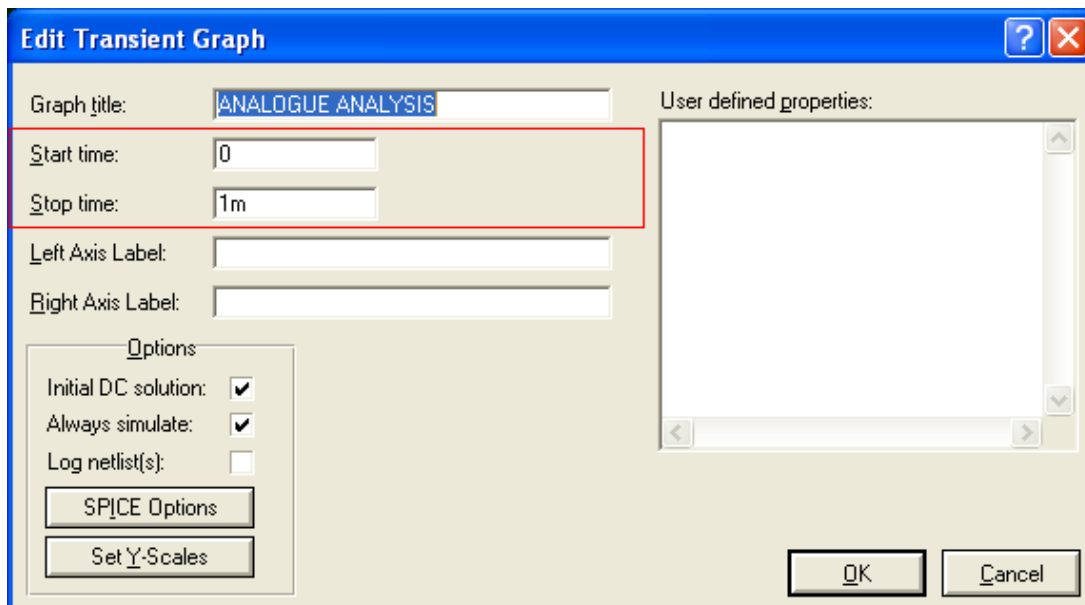 Edit Transient Graph
Graph title: ANALOGUE ANALYSIS
Start time: 0
Stop time: 1m
Left Axis Label:
Right Axis Label:
Options
Initial DC solution:
Always simulate:
Log netlist(s):
SPICE Options
Set Y-Scales
User defined properties:
OK Cancel